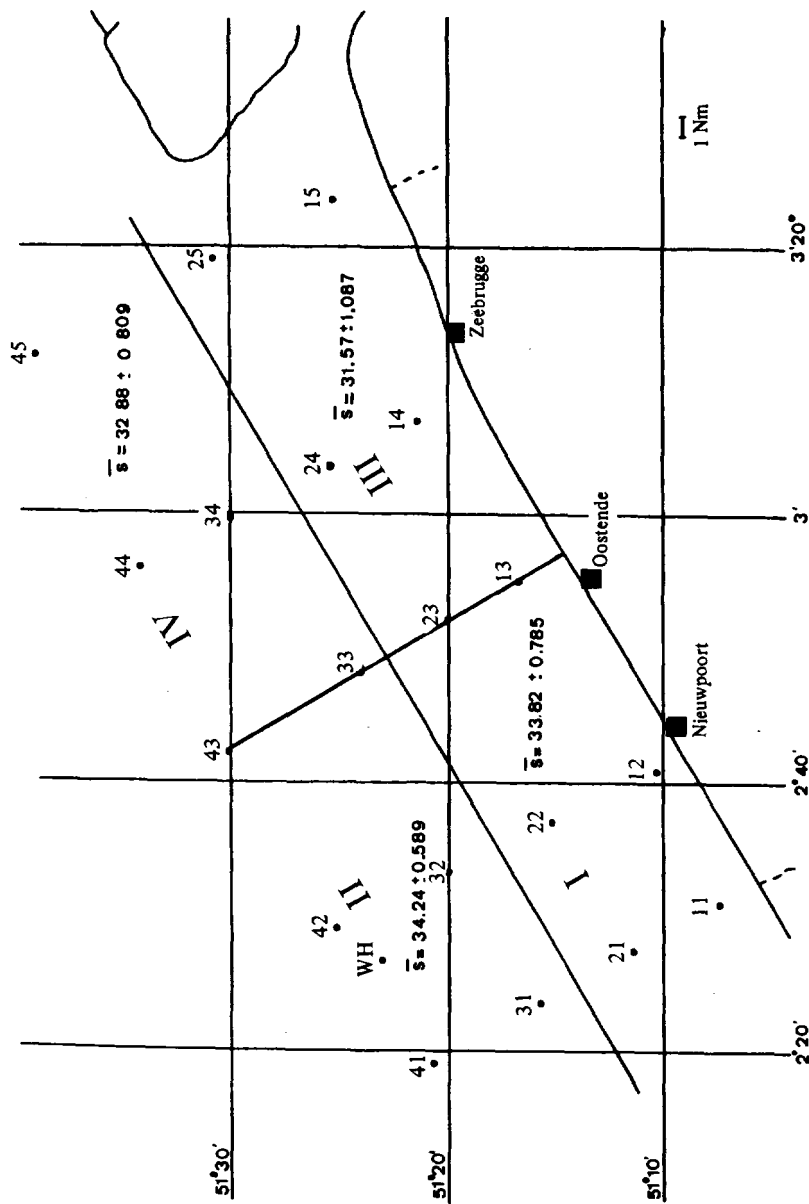 45
s̄ = 32 88 ± 0 809
44
IV
34
25
43
33
15
s̄ = 31.57 ± 1,087
24
III
14
42
II
WH
s̄ = 34.24 ± 0.589
32
23
13
Zeebrugge
41
31
s̄ = 33.82 ± 0.785
22
I
21
12
11
Oostende
Nieuwpoort
1 Nm
51°30'
51°20'
51°10'
2°20'
2°40'
3°
3°20°